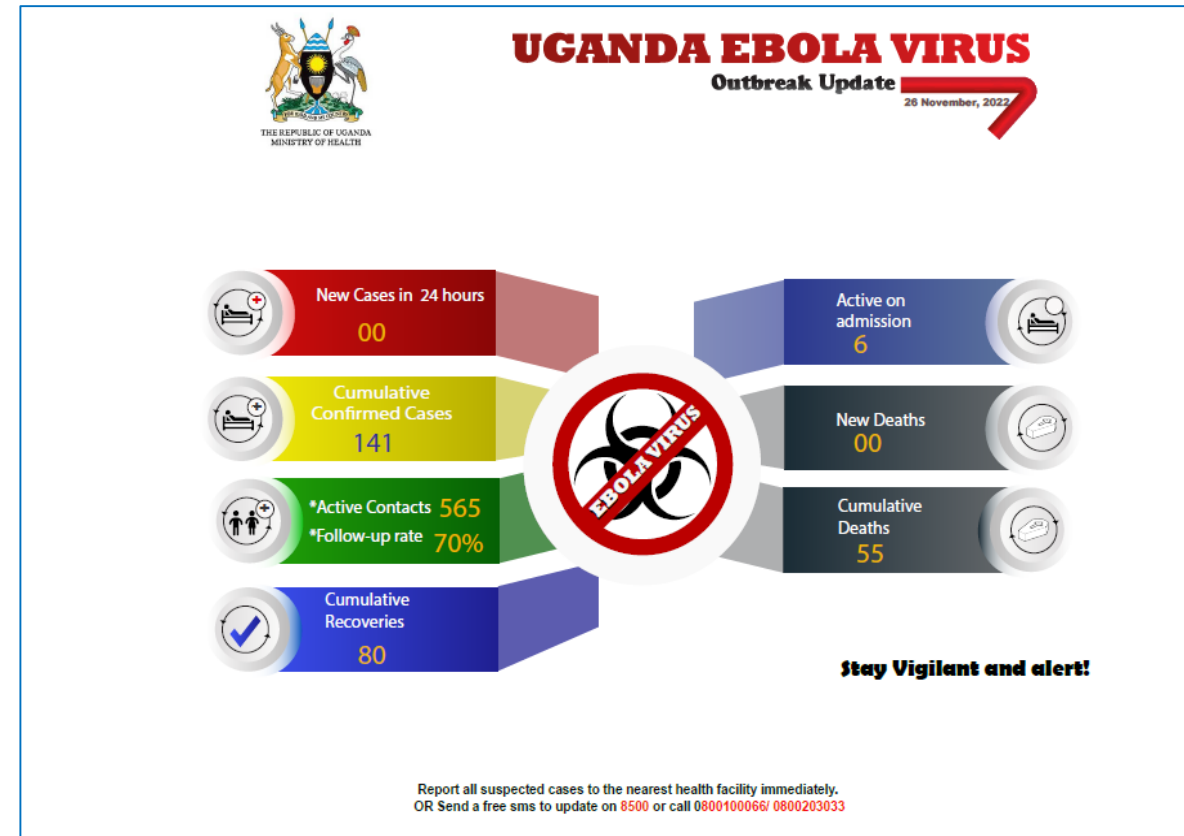 THE REPUBLIC OF UGANDA
MINISTRY OF HEALTH
UGANDA EBOLA VIRUS
Outbreak Update
26 November, 2022
New Cases in 24 hours
00
Cumulative
Confirmed Cases
141
*Active Contacts 565
*Follow-up rate 70%
Cumulative
Recoveries
80
EBOLA VIRUS
Active on
admission
6
New Deaths
00
Cumulative
Deaths
55
Stay Vigilant and alert!
Report all suspected cases to the nearest health facility immediately.
OR Send a free sms to update on 8500 or call 0800100066/ 0800203033